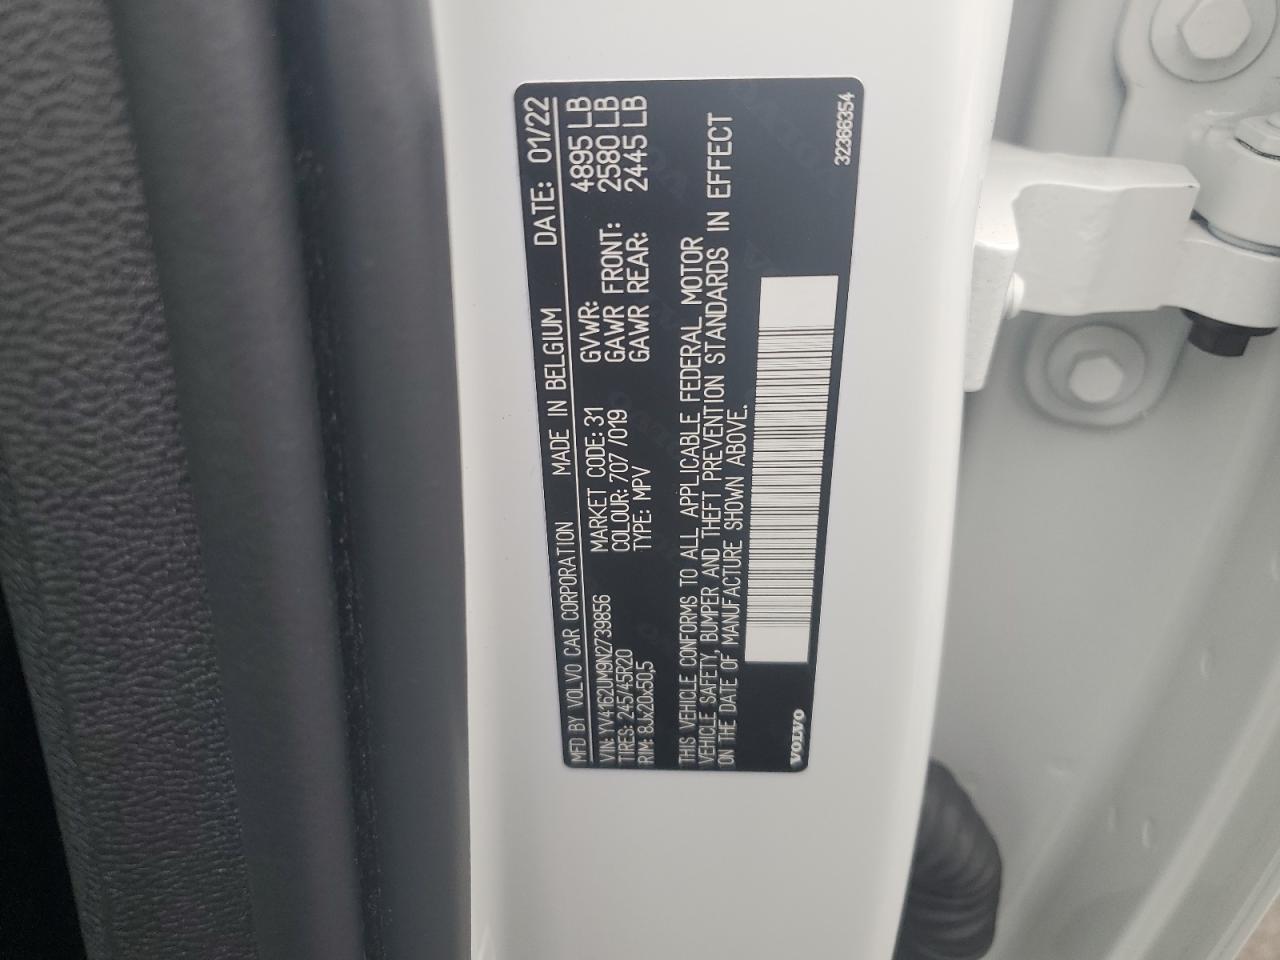 MFD BY VOLVO CAR CORPORATION MADE IN BELGIUM DATE: 01/22
VIN: YV4162UM9N2739856 MARKET CODE: 31 GVWR: 4895 LB
TIRES: 245/45R20 COLOUR: 707 /019 GAWR FRONT: 2580 LB
RIM: 8Jx20x50,5 TYPE: MPV GAWR REAR: 2445 LB
THIS VEHICLE CONFORMS TO ALL APPLICABLE FEDERAL MOTOR
VEHICLE SAFETY, BUMPER AND THEFT PREVENTION STANDARDS IN EFFECT
ON THE DATE OF MANUFACTURE SHOWN ABOVE.
VOLVO
32366354